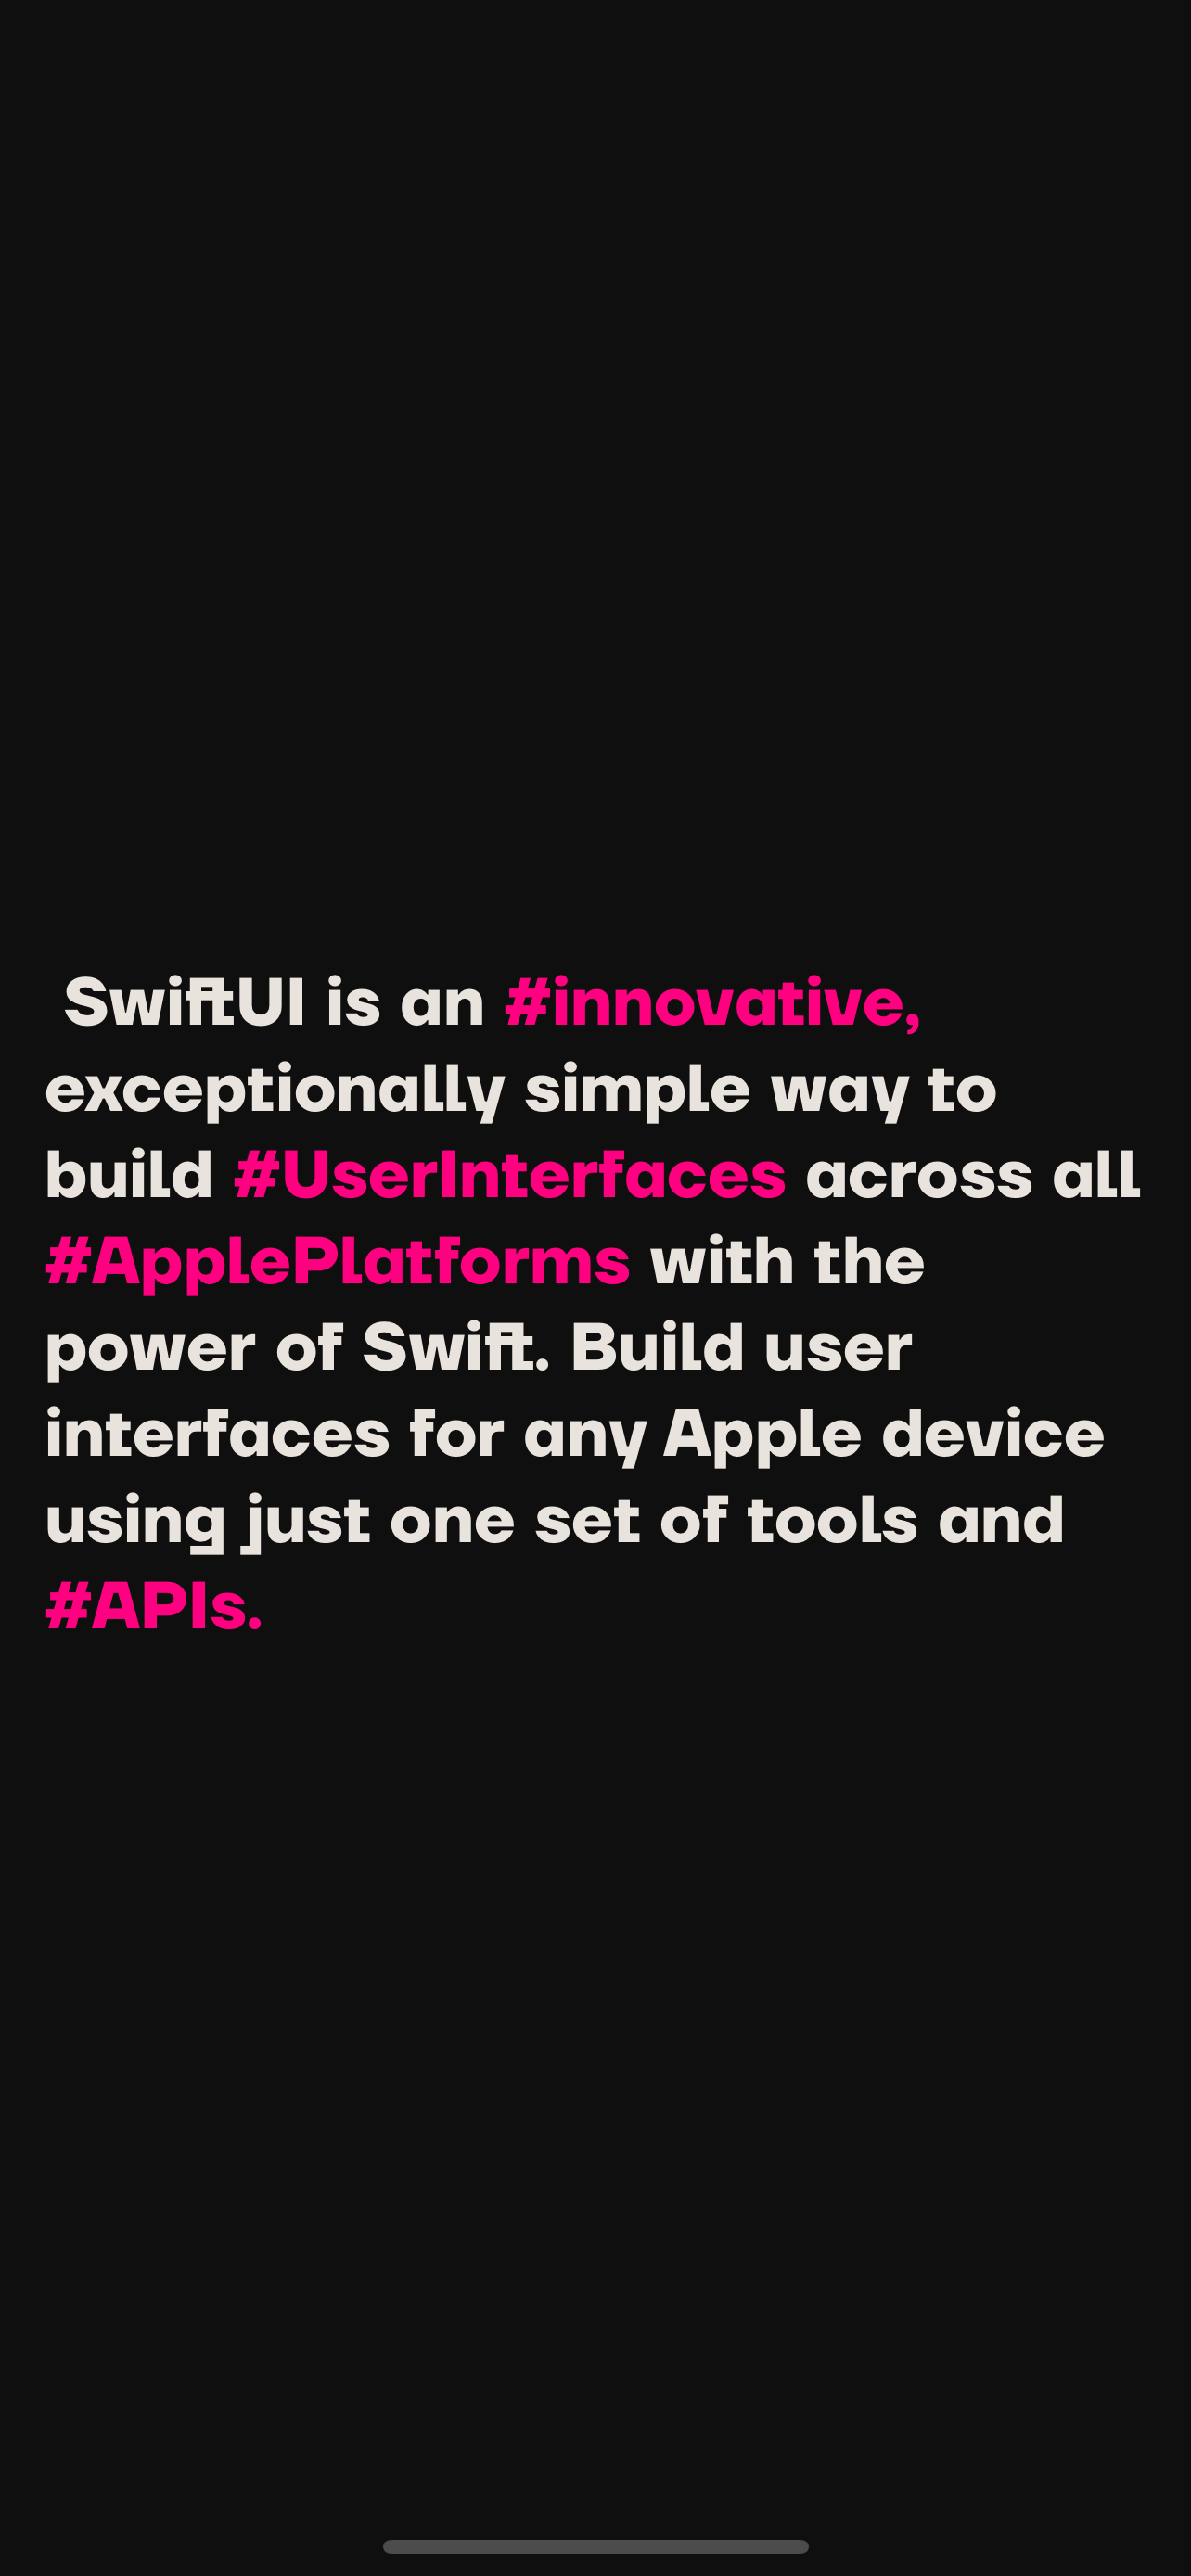 SwiftUI is an #innovative,
exceptionally simple way to
build #UserInterfaces across all
#ApplePlatforms with the
power of Swift. Build user
interfaces for any Apple device
using just one set of tools and
#APIs.